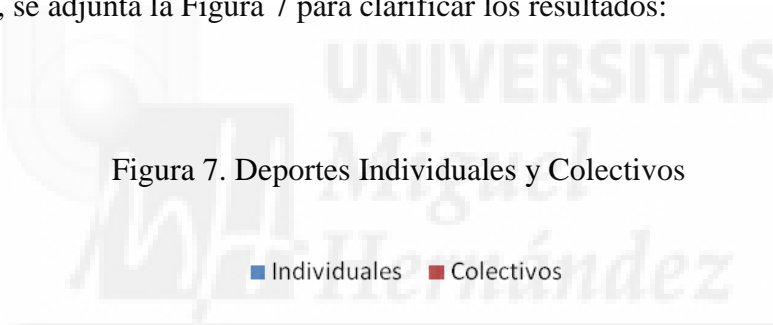 , se adjunta la Figura 7 para clarificar los resultados:
UNIVERSITAS
Miguel
Figura 7. Deportes Individuales y Colectivos
Hernández
Individuales Colectivos